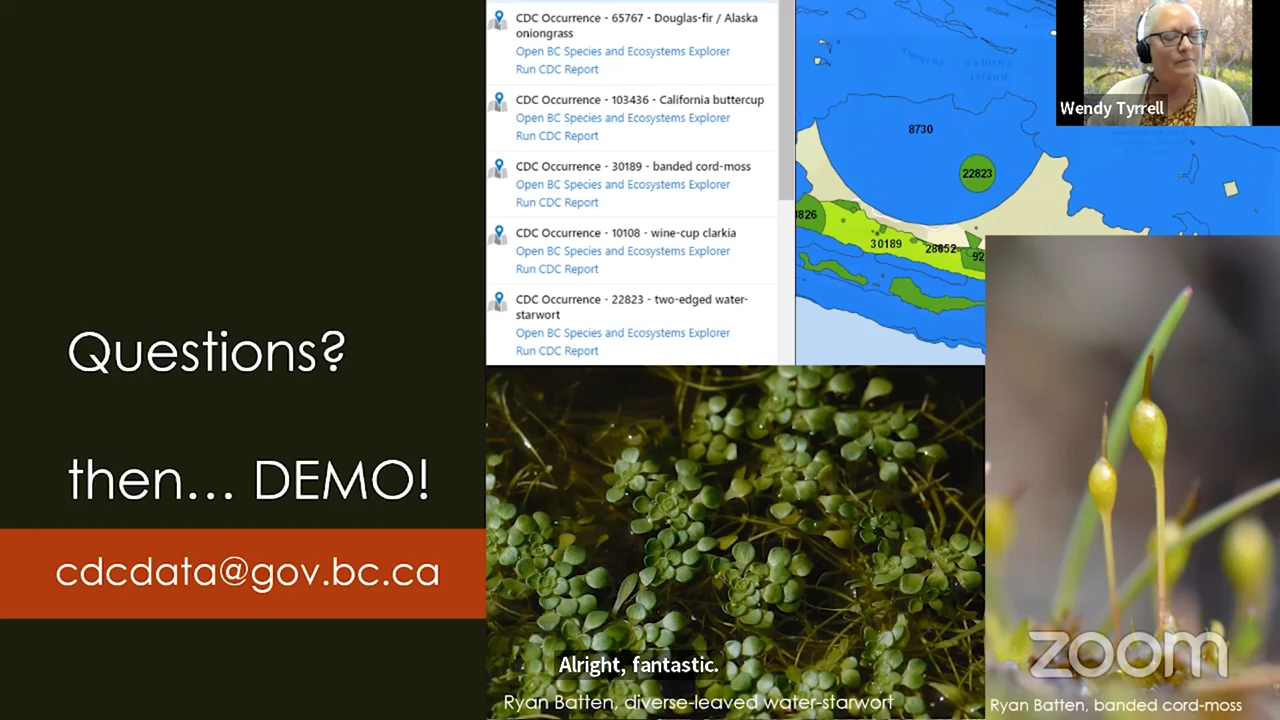 Questions?
then... DEMO!
cdcdata@gov.bc.ca
CDC Occurrence - 65767 - Douglas-fir / Alaska
oniongrass
Open BC Species and Ecosystems Explorer
Run CDC Report
CDC Occurrence - 103436 - California buttercup
Open BC Species and Ecosystems Explorer
Run CDC Report
CDC Occurrence - 30189 - banded cord-moss
Open BC Species and Ecosystems Explorer
Run CDC Report
CDC Occurrence - 10108 - wine-cup clarkia
Open BC Species and Ecosystems Explorer
Run CDC Report
CDC Occurrence - 22823 - two-edged water-
starwort
Open BC Species and Ecosystems Explorer
Run CDC Report
Saturna
Island
8730
22823
8826
30189
28652
92
Wendy Tyrrell
Alright, fantastic.
Ryan Batten, diverse-leaved water-starwort
zoom
Ryan Batten, banded cord-moss